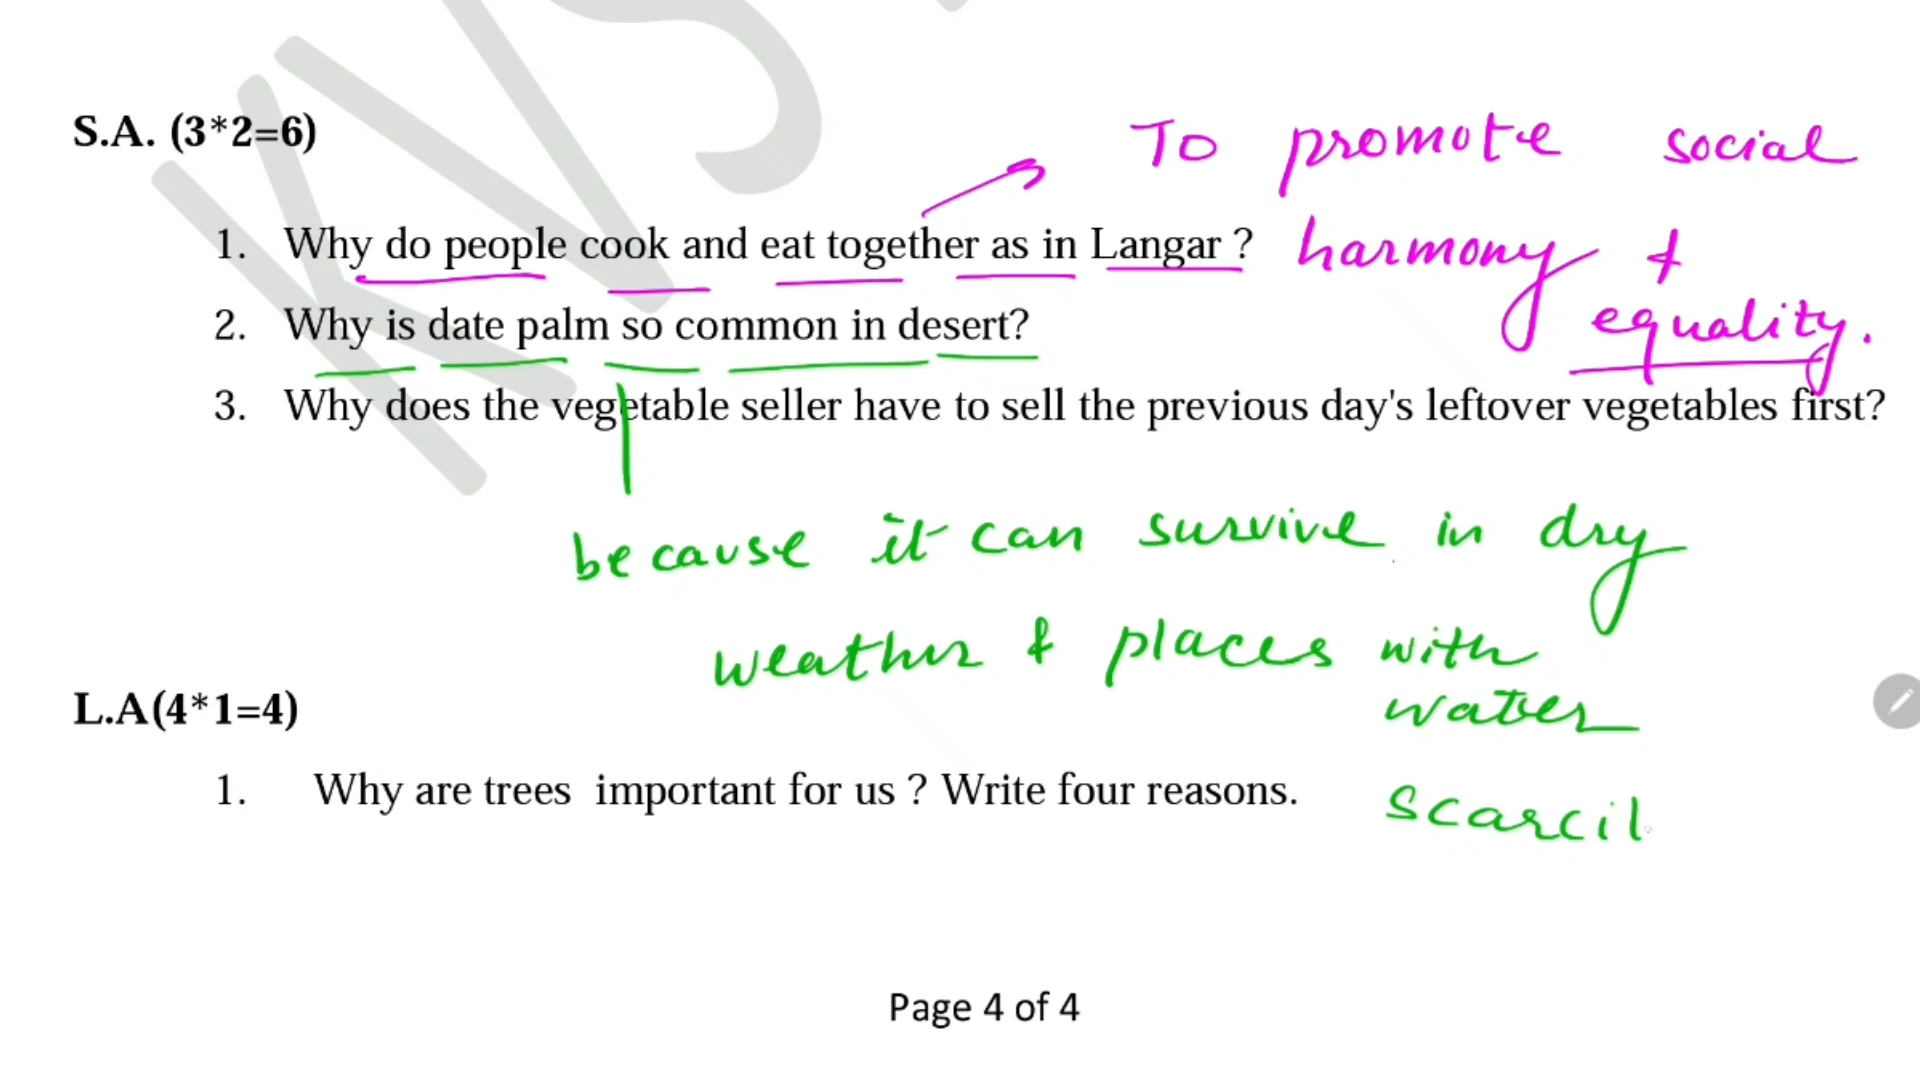 KVS
S.A. (3*2=6)
To promote social
1. Why do people cook and eat together as in Langar ?
harmony &
2. Why is date palm so common in desert?
equality.
3. Why does the vegetable seller have to sell the previous day's leftover vegetables first?
because it can survive in dry
weather & places with
water
L.A(4*1=4)
1. Why are trees important for us ? Write four reasons.
scarcil
Page 4 of 4